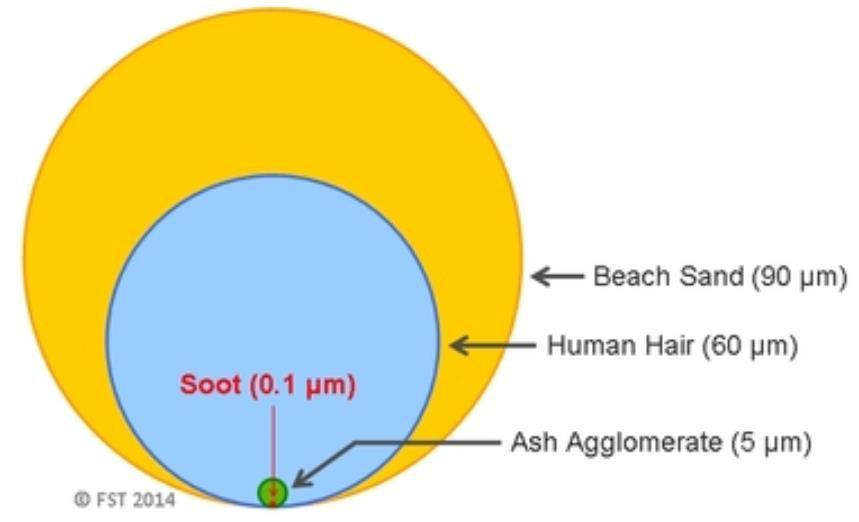 Beach Sand (90 µm)
Human Hair (60 µm)
Soot (0.1 µm)
Ash Agglomerate (5 µm)
© FST 2014